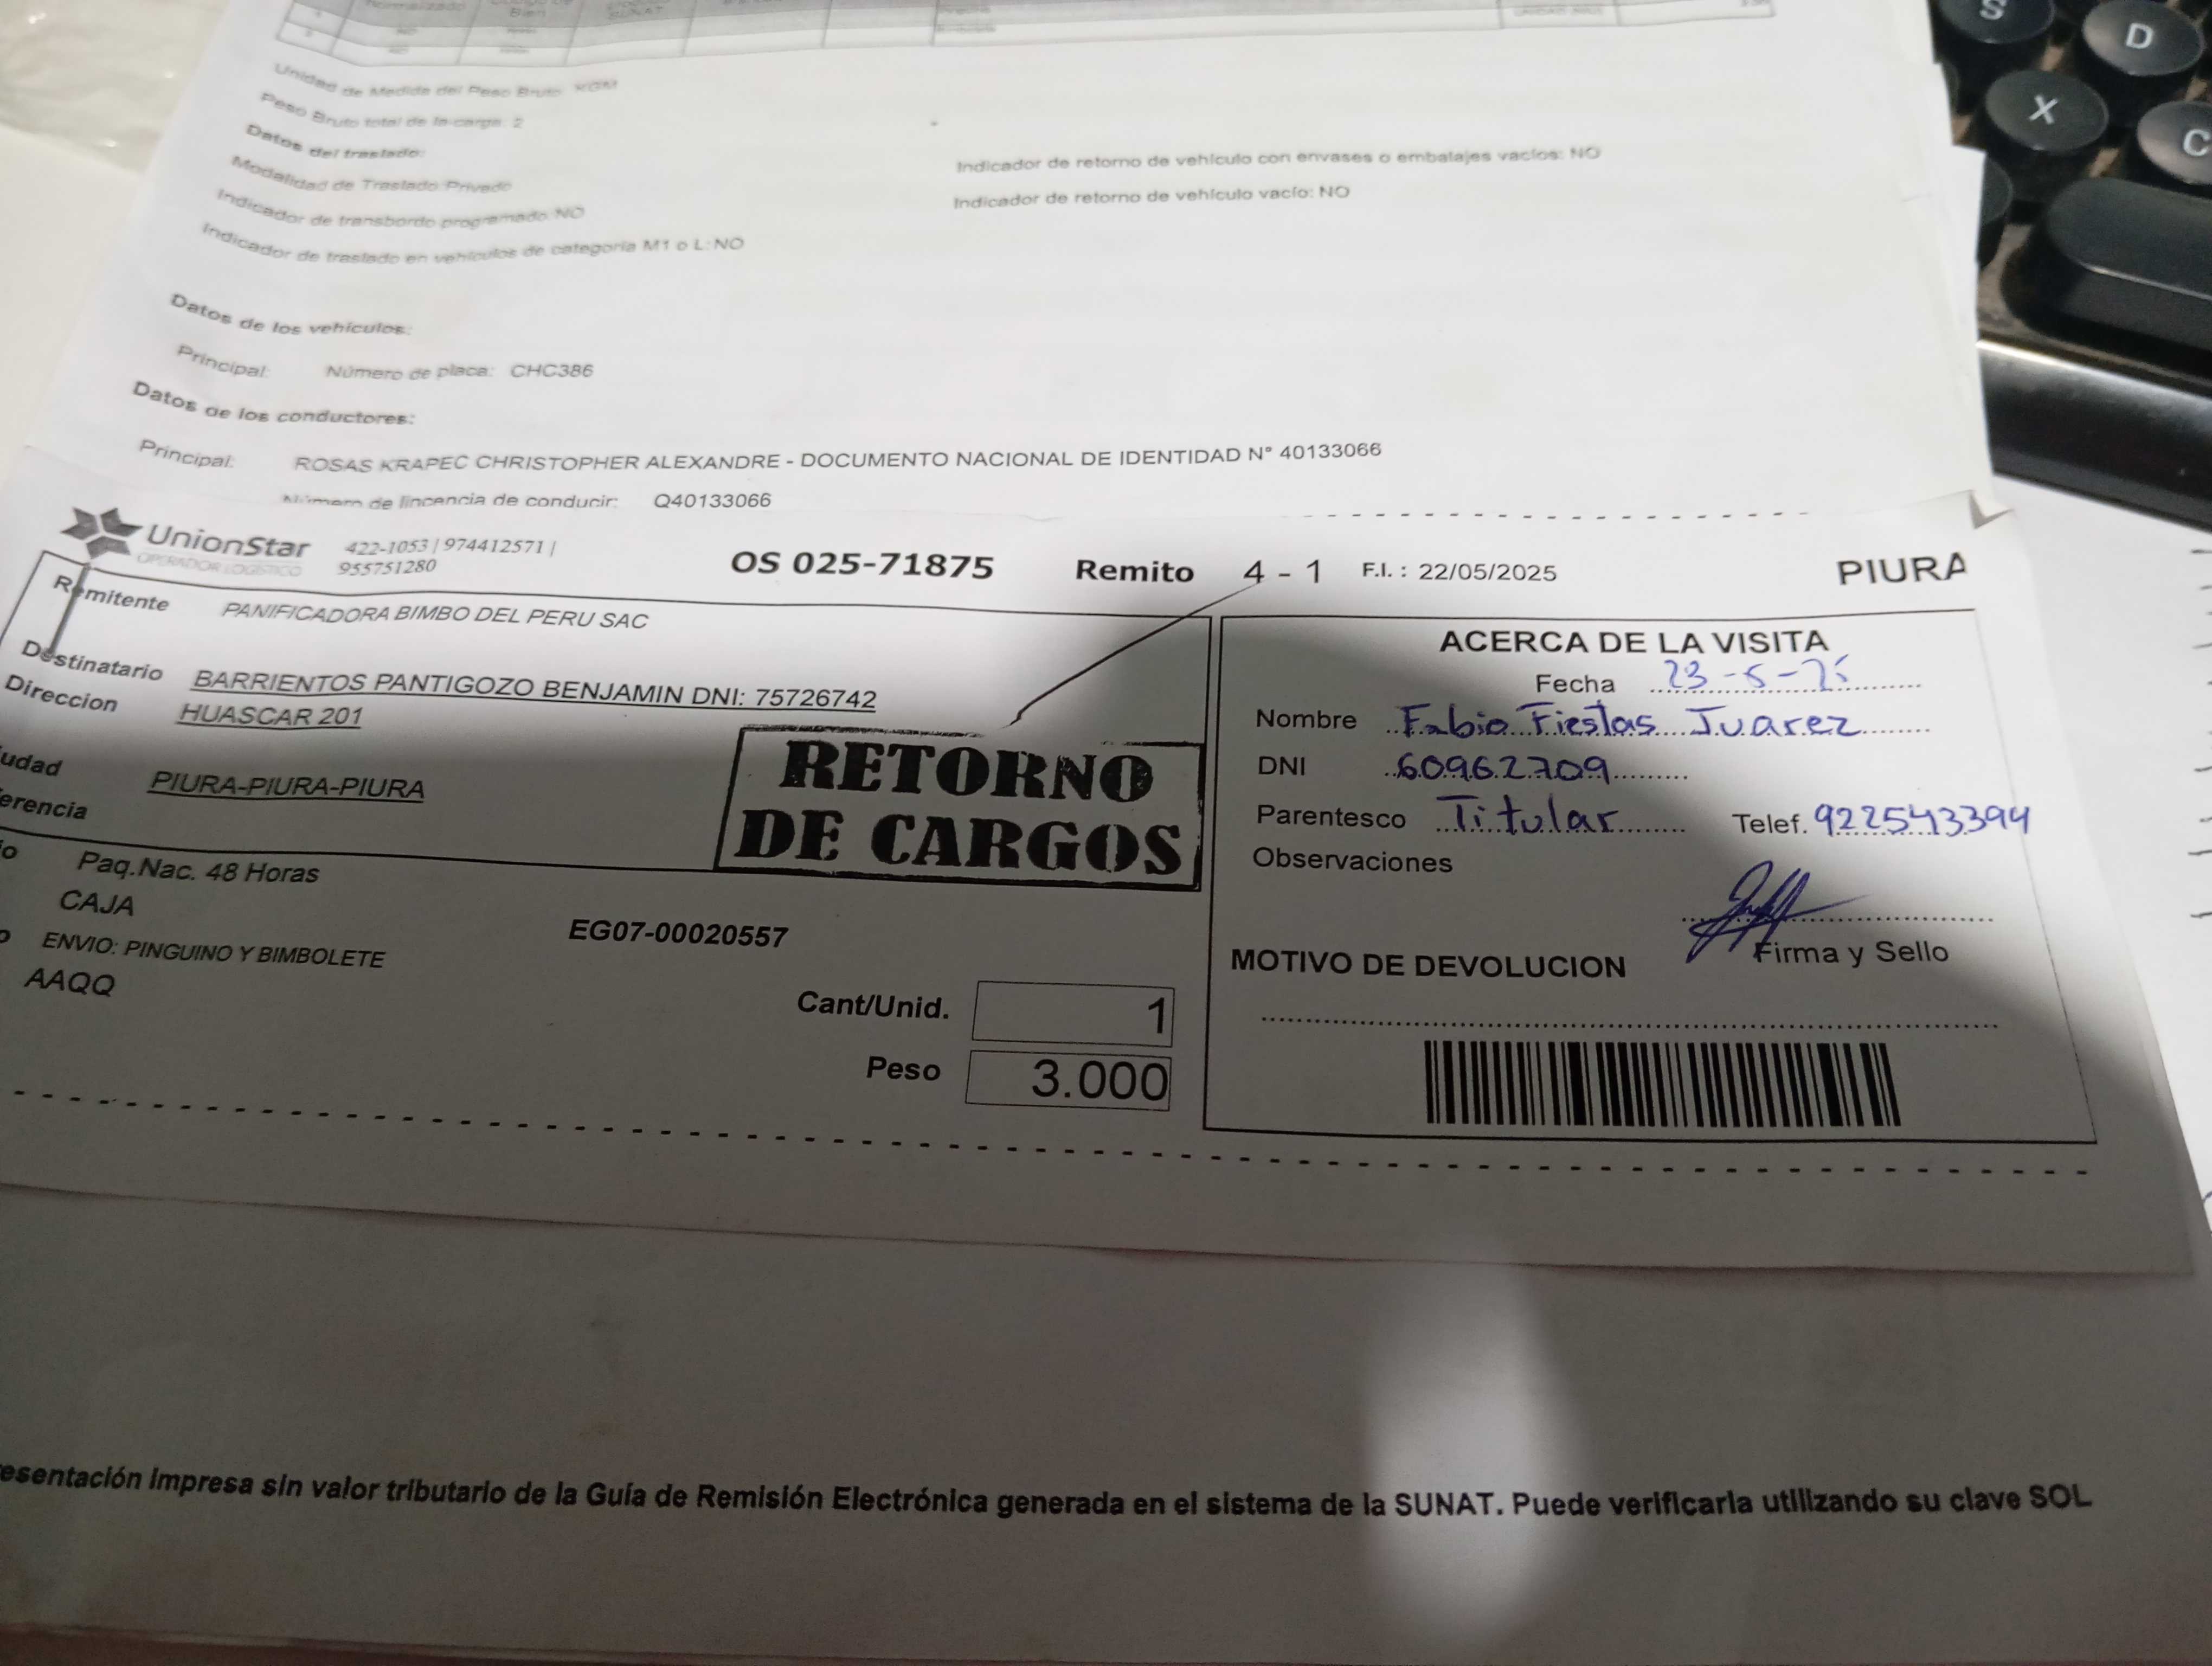 Normalizado Bien SUNAT
Unidad de Medida del Peso Bruto: KGM
Peso Bruto total de la carga: 2
Datos del traslado:
Modalidad de Traslado:Privado
Indicador de retorno de vehículo con envases o embalajes vacíos: NO
Indicador de transbordo programado:NO
Indicador de retorno de vehículo vacío: NO
Indicador de traslado en vehículos de categoría M1 o L:NO
Datos de los vehículos:
Principal: Número de placa: CHC386
Datos de los conductores:
Principal: ROSAS KRAPEC CHRISTOPHER ALEXANDRE - DOCUMENTO NACIONAL DE IDENTIDAD N° 40133066
Número de lincencia de conducir: Q40133066
UnionStar
OPERADOR LOGISTICO
422-1053 | 974412571 |
955751280
OS 025-71875 Remito 4 - 1 F.I. : 22/05/2025 PIURA
Remitente PANIFICADORA BIMBO DEL PERU SAC
Destinatario BARRIENTOS PANTIGOZO BENJAMIN DNI: 75726742
Direccion HUASCAR 201
udad PIURA-PIURA-PIURA
erencia
RETORNO
DE CARGOS
o Paq.Nac. 48 Horas
CAJA
EG07-00020557
o ENVIO: PINGUINO Y BIMBOLETE
AAQQ
Cant/Unid. 1
Peso 3.000
ACERCA DE LA VISITA
Fecha 23-5-25
Nombre Fabio Fiestas Juarez
DNI 60962709
Parentesco Titular Telef. 922543394
Observaciones
Firma y Sello
MOTIVO DE DEVOLUCION
esentación impresa sin valor tributario de la Guía de Remisión Electrónica generada en el sistema de la SUNAT. Puede verificarla utilizando su clave SOL
S
D
X
C